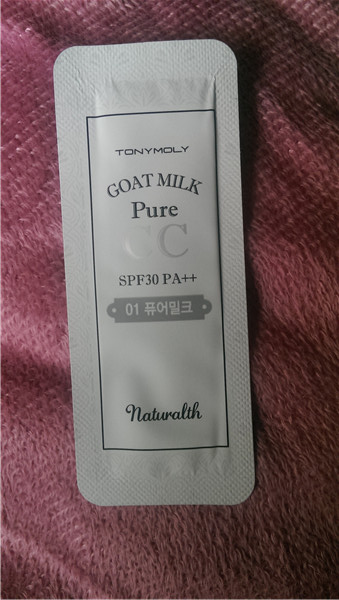 TONYMOLY
GOAT MILK
Pure
CC
SPF30 PA++
01 퓨어밀크
Naturalth